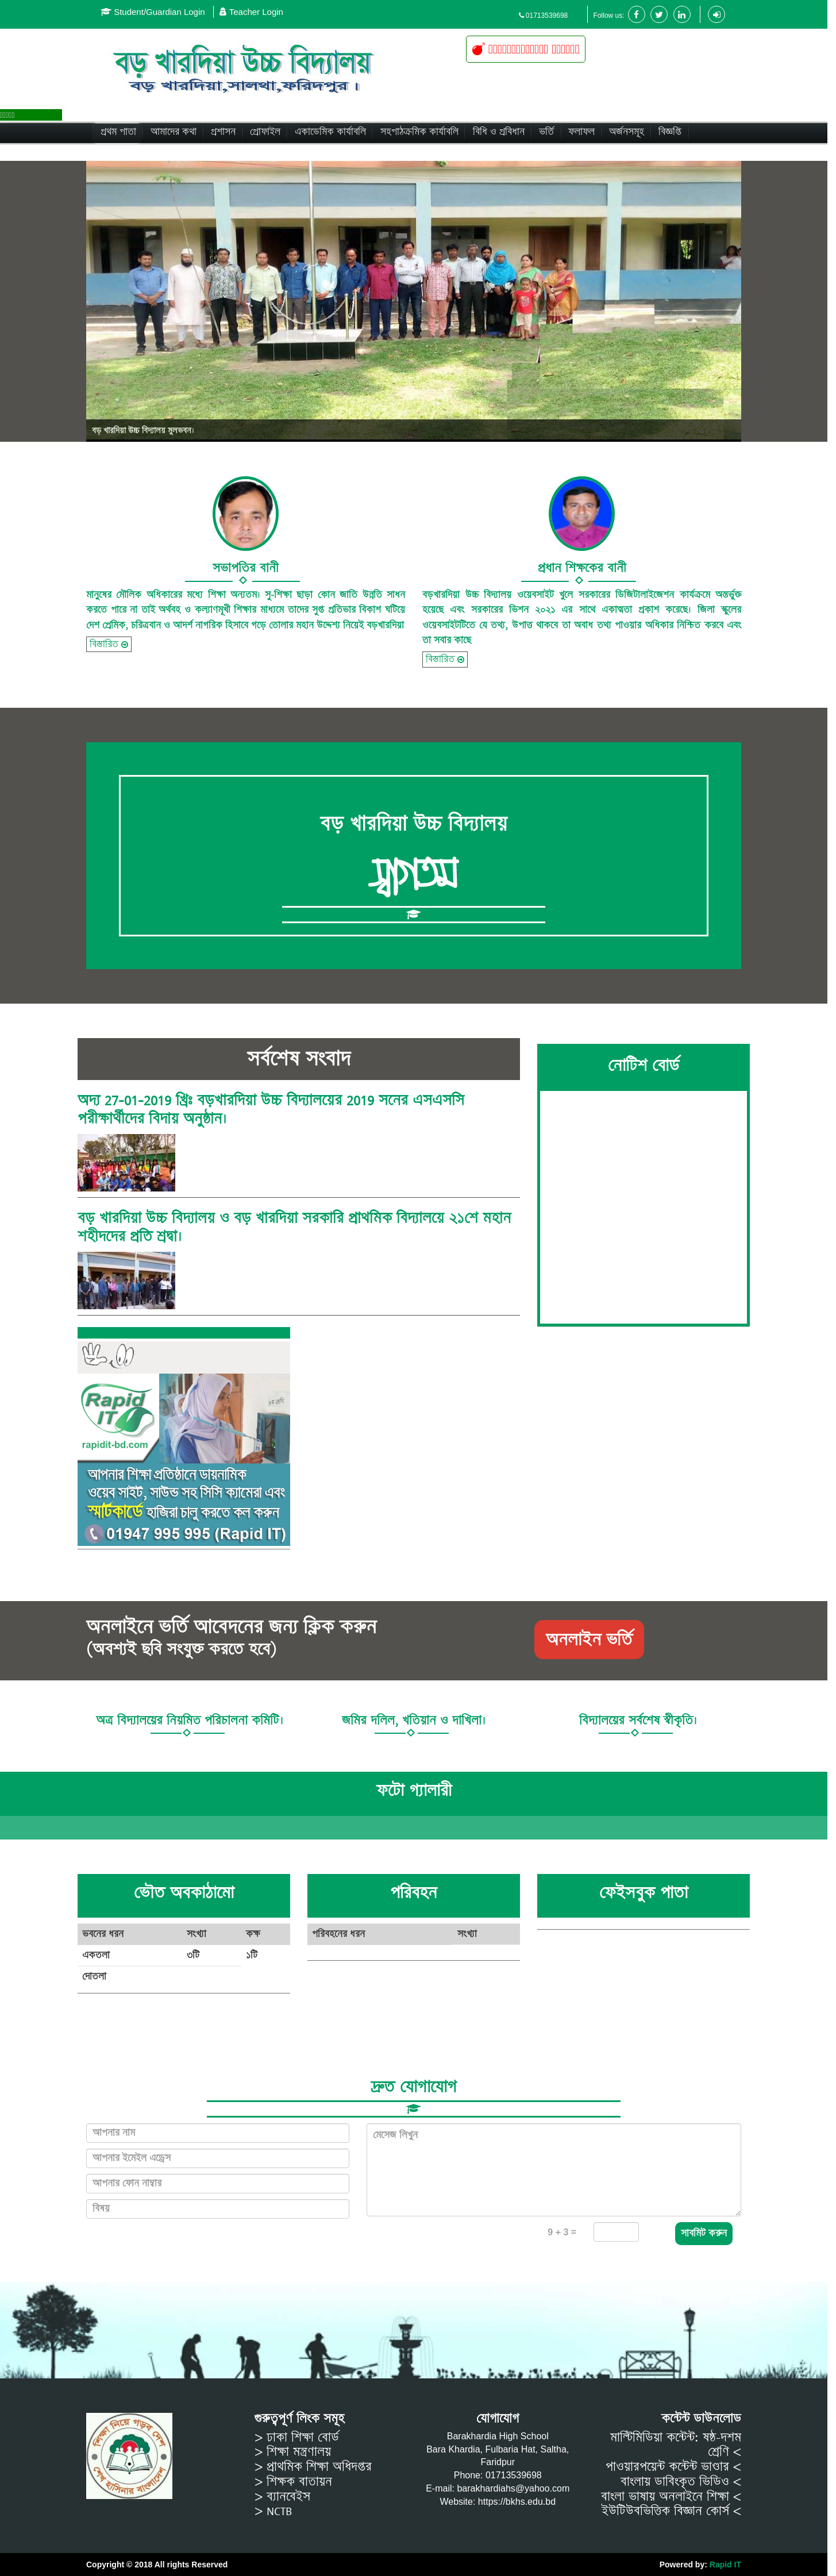 Student/Guardian Login
Teacher Login
01713539698
Follow us:
বড় খারদিয়া উচ্চ বিদ্যালয়
বড়খারদিয়া,সালথা,ফরিদপুর ।
প্রথম পাতা
আমাদের কথা
প্রশাসন
প্রোফাইল
একাডেমিক কার্যাবলি
সহপাঠক্রমিক কার্যাবলি
বিধি ও প্রবিধান
ভর্তি
ফলাফল
অর্জনসমূহ
বিজ্ঞপ্তি
বড় খারদিয়া উচ্চ বিদ্যালয় মুলভবন।
সভাপতির বানী
মানুষের মৌলিক অধিকারের মধ্যে শিক্ষা অন্যতম। সু-শিক্ষা ছাড়া কোন জাতি উন্নতি সাধন
করতে পারে না তাই অর্থবহ ও কল্যাণমূখী শিক্ষার মাধ্যমে তাদের সুপ্ত প্রতিভার বিকাশ ঘটিয়ে
দেশ প্রেমিক, চরিত্রবান ও আদর্শ নাগরিক হিসাবে গড়ে তোলার মহান উদ্দেশ্য নিয়েই বড়খারদিয়া
বিস্তারিত
প্রধান শিক্ষকের বানী
বড়খারদিয়া উচ্চ বিদ্যালয় ওয়েবসাইট খুলে সরকারের ডিজিটালাইজেশন কার্যক্রমে অন্তর্ভুক্ত
হয়েছে এবং সরকারের ভিশন ২০২১ এর সাথে একাত্মতা প্রকাশ করেছে। জিলা স্কুলের
ওয়েবসাইটটিতে যে তথ্য, উপাত্ত থাকবে তা অবাধ তথ্য পাওয়ার অধিকার নিশ্চিত করবে এবং
তা সবার কাছে
বিস্তারিত
বড় খারদিয়া উচ্চ বিদ্যালয়
স্বাগতম
সর্বশেষ সংবাদ
অদ্য 27-01-2019 খ্রিঃ বড়খারদিয়া উচ্চ বিদ্যালয়ের 2019 সনের এসএসসি
পরীক্ষার্থীদের বিদায় অনুষ্ঠান।
বড় খারদিয়া উচ্চ বিদ্যালয় ও বড় খারদিয়া সরকারি প্রাথমিক বিদ্যালয়ে ২১শে মহান
শহীদদের প্রতি শ্রদ্বা।
নোটিশ বোর্ড
Rapid
IT
rapidit-bd.com
আপনার শিক্ষা প্রতিষ্ঠানে ডায়নামিক
ওয়েব সাইট, সাউন্ড সহ সিসি ক্যামেরা এবং
স্মার্টকার্ডে হাজিরা চালু করতে কল করুন
01947 995 995 (Rapid IT)
অনলাইনে ভর্তি আবেদনের জন্য ক্লিক করুন
(অবশ্যই ছবি সংযুক্ত করতে হবে)
অনলাইন ভর্তি
অত্র বিদ্যালয়ের নিয়মিত পরিচালনা কমিটি।
জমির দলিল, খতিয়ান ও দাখিলা।
বিদ্যালয়ের সর্বশেষ স্বীকৃতি।
ফটো গ্যালারী
ভৌত অবকাঠামো
ভবনের ধরন
সংখ্যা
কক্ষ
একতলা
৩টি
১টি
দোতলা
পরিবহন
পরিবহনের ধরন
সংখ্যা
ফেইসবুক পাতা
দ্রুত যোগাযোগ
আপনার নাম
আপনার ইমেইল এড্রেস
আপনার ফোন নাম্বার
বিষয়
মেসেজ লিখুন
9 + 3 =
সাবমিট করুন
শিক্ষা নিয়ে গড়ব দেশ
শেখ হাসিনার বাংলাদেশ
গুরুত্বপূর্ণ লিংক সমূহ
> ঢাকা শিক্ষা বোর্ড
> শিক্ষা মন্ত্রণালয়
> প্রাথমিক শিক্ষা অধিদপ্তর
> শিক্ষক বাতায়ন
> ব্যানবেইস
> NCTB
যোগাযোগ
Barakhardia High School
Bara Khardia, Fulbaria Hat, Saltha,
Faridpur
Phone: 01713539698
E-mail: barakhardiahs@yahoo.com
Website: https://bkhs.edu.bd
কন্টেন্ট ডাউনলোড
মাল্টিমিডিয়া কন্টেন্ট: ষষ্ঠ-দশম
শ্রেণি <
পাওয়ারপয়েন্ট কন্টেন্ট ভাণ্ডার <
বাংলায় ডাবিংকৃত ভিডিও <
বাংলা ভাষায় অনলাইনে শিক্ষা <
ইউটিউবভিত্তিক বিজ্ঞান কোর্স <
Copyright © 2018 All rights Reserved
Powered by: Rapid IT